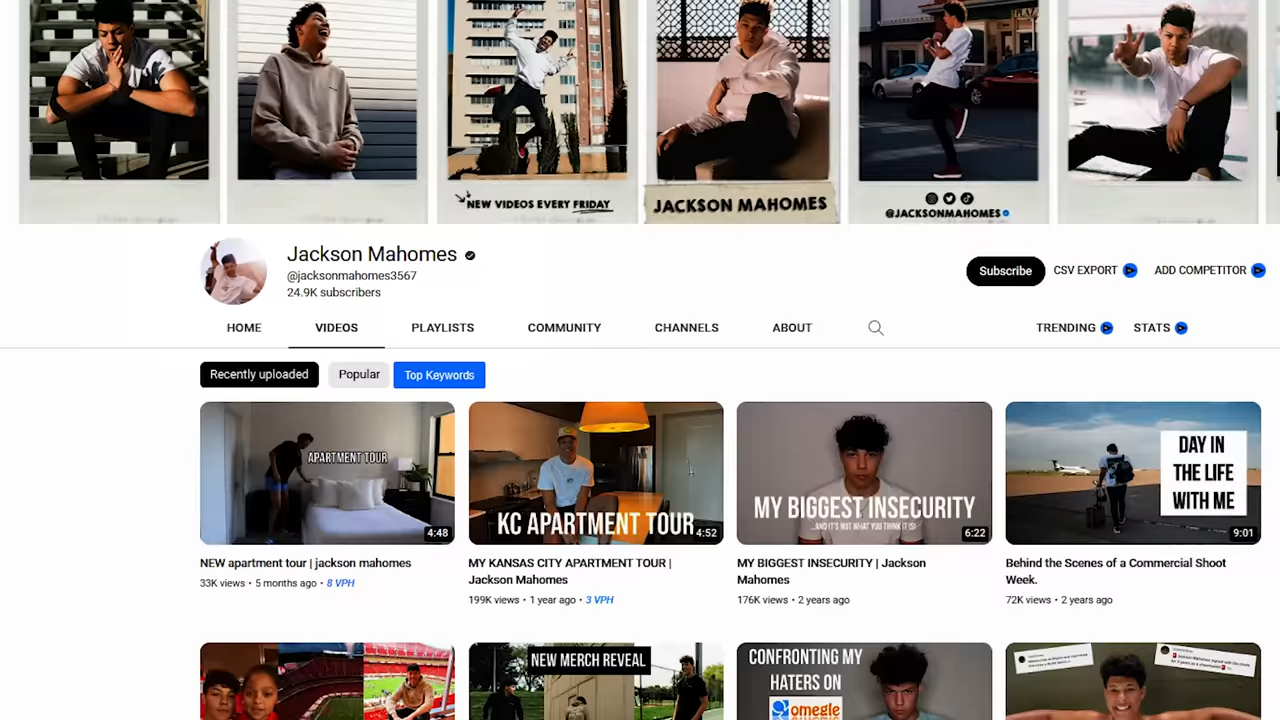 NEW VIDEOS EVERY FRIDAY
JACKSON MAHOMES
@JACKSONMAHOMES
Jackson Mahomes
@jacksonmahomes3567
24.9K subscribers
Subscribe
CSV EXPORT
ADD COMPETITOR
HOME
VIDEOS
PLAYLISTS
COMMUNITY
CHANNELS
ABOUT
TRENDING
STATS
Recently uploaded
Popular
Top Keywords
APARTMENT TOUR
4:48
KC APARTMENT TOUR
4:52
MY BIGGEST INSECURITY
...AND IT'S NOT WHAT YOU THINK IT IS!
6:22
DAY IN
THE LIFE
WITH ME
9:01
NEW apartment tour | jackson mahomes
33K views • 5 months ago • 8 VPH
MY KANSAS CITY APARTMENT TOUR |
Jackson Mahomes
199K views • 1 year ago • 3 VPH
MY BIGGEST INSECURITY | Jackson
Mahomes
176K views • 2 years ago
Behind the Scenes of a Commercial Shoot
Week.
72K views • 2 years ago
NEW MERCH REVEAL
CONFRONTING MY
HATERS ON
omegle